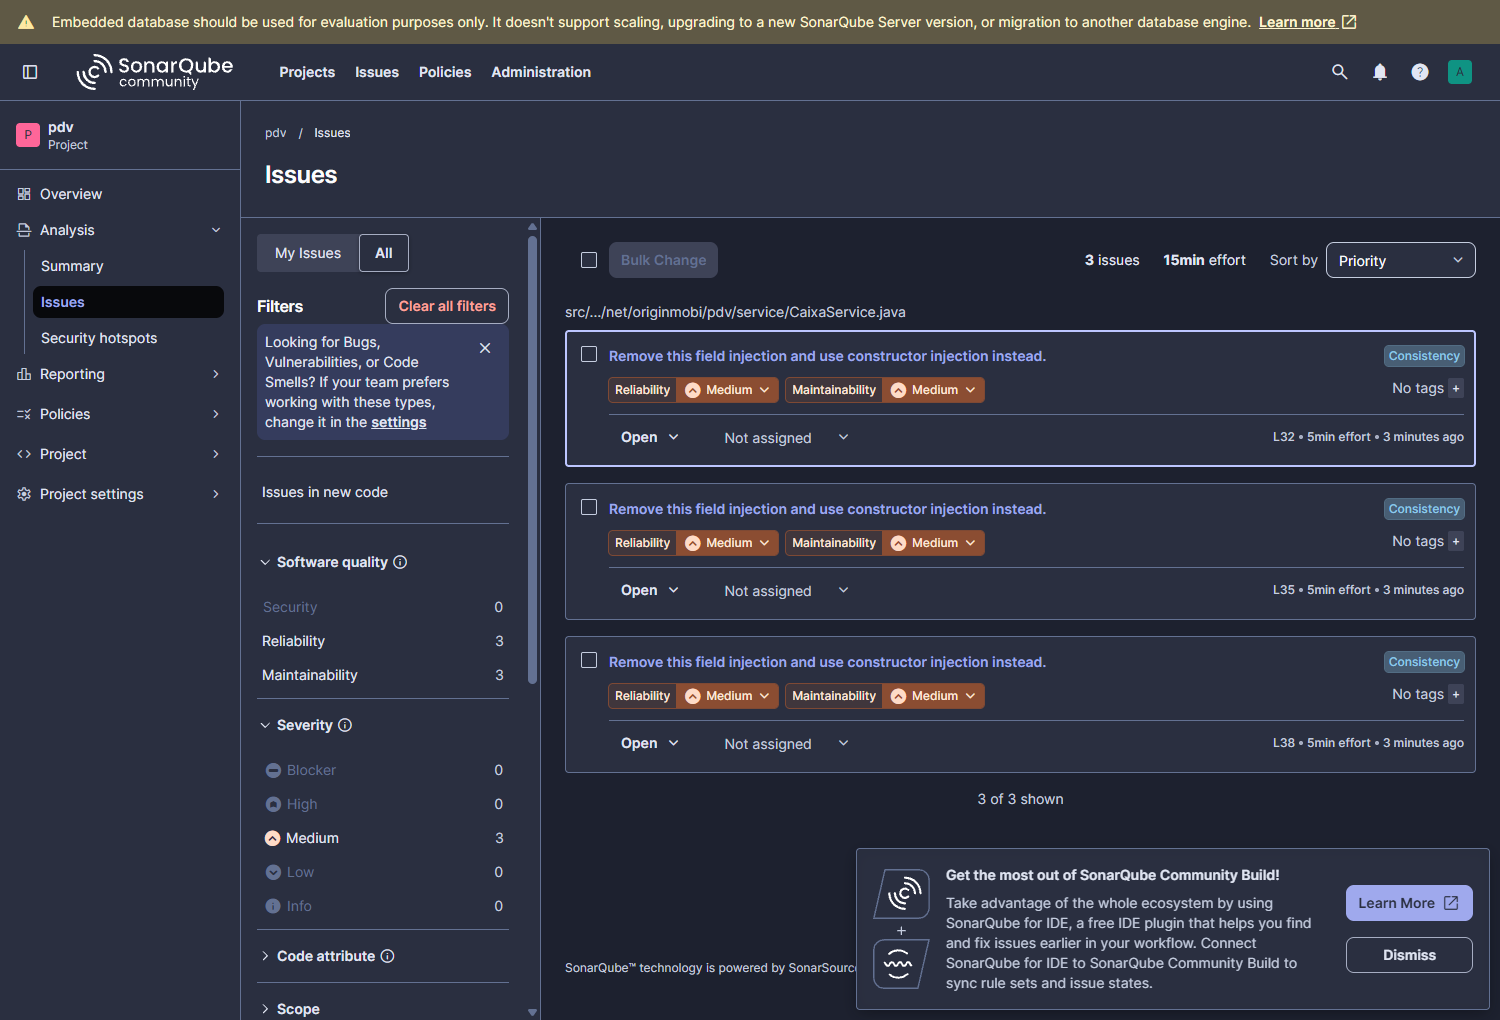 Embedded database should be used for evaluation purposes only. It doesn't support scaling, upgrading to a new SonarQube Server version, or migration to another database engine. Learn more
SonarQube
community
Projects
Issues
Policies
Administration
?
A
P
pdv
Project
Overview
Analysis
Summary
Issues
Security hotspots
Reporting
Policies
Project
Project settings
pdv / Issues
Issues
My Issues
All
Filters
Clear all filters
Looking for Bugs,
Vulnerabilities, or Code
Smells? If your team prefers
working with these types,
change it in the settings
Issues in new code
Software quality
Security 0
Reliability 3
Maintainability 3
Severity
Blocker 0
High 0
Medium 3
Low 0
Info 0
Code attribute
Scope
Bulk Change
3 issues
15min effort
Sort by
Priority
src/.../net/originmobi/pdv/service/CaixaService.java
Remove this field injection and use constructor injection instead.
Consistency
Reliability Medium
Maintainability Medium
No tags +
Open
Not assigned
L32 • 5min effort • 3 minutes ago
Remove this field injection and use constructor injection instead.
Consistency
Reliability Medium
Maintainability Medium
No tags +
Open
Not assigned
L35 • 5min effort • 3 minutes ago
Remove this field injection and use constructor injection instead.
Consistency
Reliability Medium
Maintainability Medium
No tags +
Open
Not assigned
L38 • 5min effort • 3 minutes ago
3 of 3 shown
SonarQube™ technology is powered by SonarSource
+
Get the most out of SonarQube Community Build!
Take advantage of the whole ecosystem by using
SonarQube for IDE, a free IDE plugin that helps you find
and fix issues earlier in your workflow. Connect
SonarQube for IDE to SonarQube Community Build to
sync rule sets and issue states.
Learn More
Dismiss